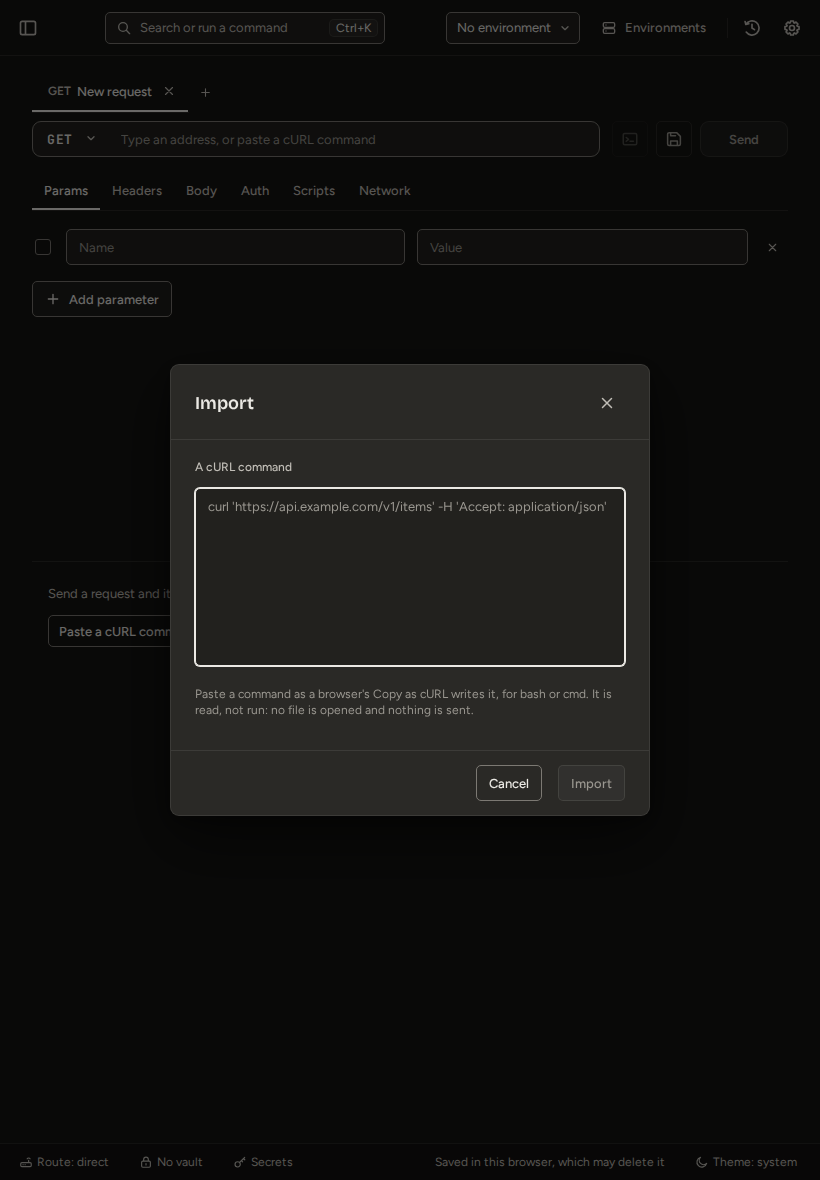 Search or run a command Ctrl+K No environment Environments
GET New request
GET Type an address, or paste a cURL command Send
Params Headers Body Auth Scripts Network
Name Value
Add parameter
Import
A cURL command
curl 'https://api.example.com/v1/items' -H 'Accept: application/json'
Send a request and it
Paste a cURL comm
Paste a command as a browser's Copy as cURL writes it, for bash or cmd. It is
read, not run: no file is opened and nothing is sent.
Cancel Import
Route: direct No vault Secrets Saved in this browser, which may delete it Theme: system